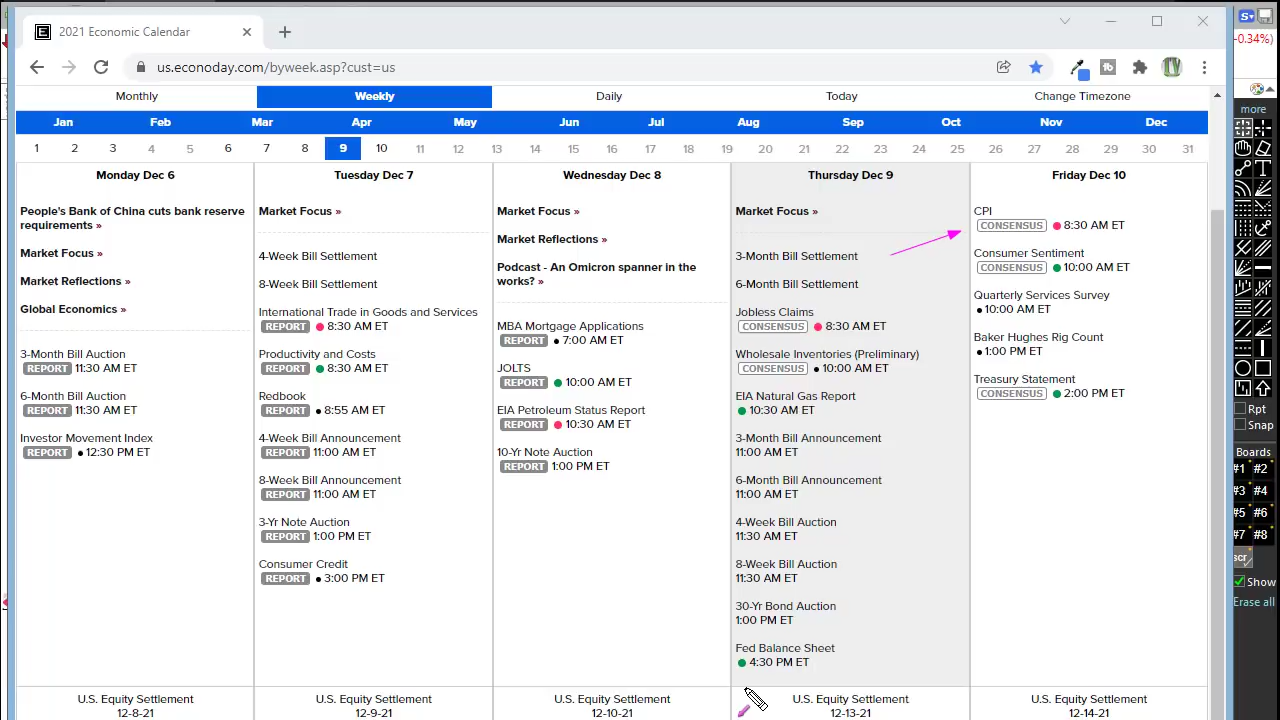 2021 Economic Calendar
us.econoday.com/byweek.asp?cust=us
Monthly Weekly Daily Today Change Timezone
Jan Feb Mar Apr May Jun Jul Aug Sep Oct Nov Dec
1 2 3 4 5 6 7 8 9 10 11 12 13 14 15 16 17 18 19 20 21 22 23 24 25 26 27 28 29 30 31
Monday Dec 6
People's Bank of China cuts bank reserve
requirements »
Market Focus »
Market Reflections »
Global Economics »
3-Month Bill Auction
REPORT 11:30 AM ET
6-Month Bill Auction
REPORT 11:30 AM ET
Investor Movement Index
REPORT 12:30 PM ET
U.S. Equity Settlement
12-8-21
Tuesday Dec 7
Market Focus »
4-Week Bill Settlement
8-Week Bill Settlement
International Trade in Goods and Services
REPORT 8:30 AM ET
Productivity and Costs
REPORT 8:30 AM ET
Redbook
REPORT 8:55 AM ET
4-Week Bill Announcement
REPORT 11:00 AM ET
8-Week Bill Announcement
REPORT 11:00 AM ET
3-Yr Note Auction
REPORT 1:00 PM ET
Consumer Credit
REPORT 3:00 PM ET
U.S. Equity Settlement
12-9-21
Wednesday Dec 8
Market Focus »
Market Reflections »
Podcast - An Omicron spanner in the
works? »
MBA Mortgage Applications
REPORT 7:00 AM ET
JOLTS
REPORT 10:00 AM ET
EIA Petroleum Status Report
REPORT 10:30 AM ET
10-Yr Note Auction
REPORT 1:00 PM ET
U.S. Equity Settlement
12-10-21
Thursday Dec 9
Market Focus »
3-Month Bill Settlement
6-Month Bill Settlement
Jobless Claims
CONSENSUS 8:30 AM ET
Wholesale Inventories (Preliminary)
CONSENSUS 10:00 AM ET
EIA Natural Gas Report
10:30 AM ET
3-Month Bill Announcement
11:00 AM ET
6-Month Bill Announcement
11:00 AM ET
4-Week Bill Auction
11:30 AM ET
8-Week Bill Auction
11:30 AM ET
30-Yr Bond Auction
1:00 PM ET
Fed Balance Sheet
4:30 PM ET
U.S. Equity Settlement
12-13-21
Friday Dec 10
CPI
CONSENSUS 8:30 AM ET
Consumer Sentiment
CONSENSUS 10:00 AM ET
Quarterly Services Survey
10:00 AM ET
Baker Hughes Rig Count
1:00 PM ET
Treasury Statement
CONSENSUS 2:00 PM ET
U.S. Equity Settlement
12-14-21
-0.34%)
more
Rpt
Snap
Boards
#1 #2
#3 #4
#5 #6
#7 #8
scr
Show
Erase all